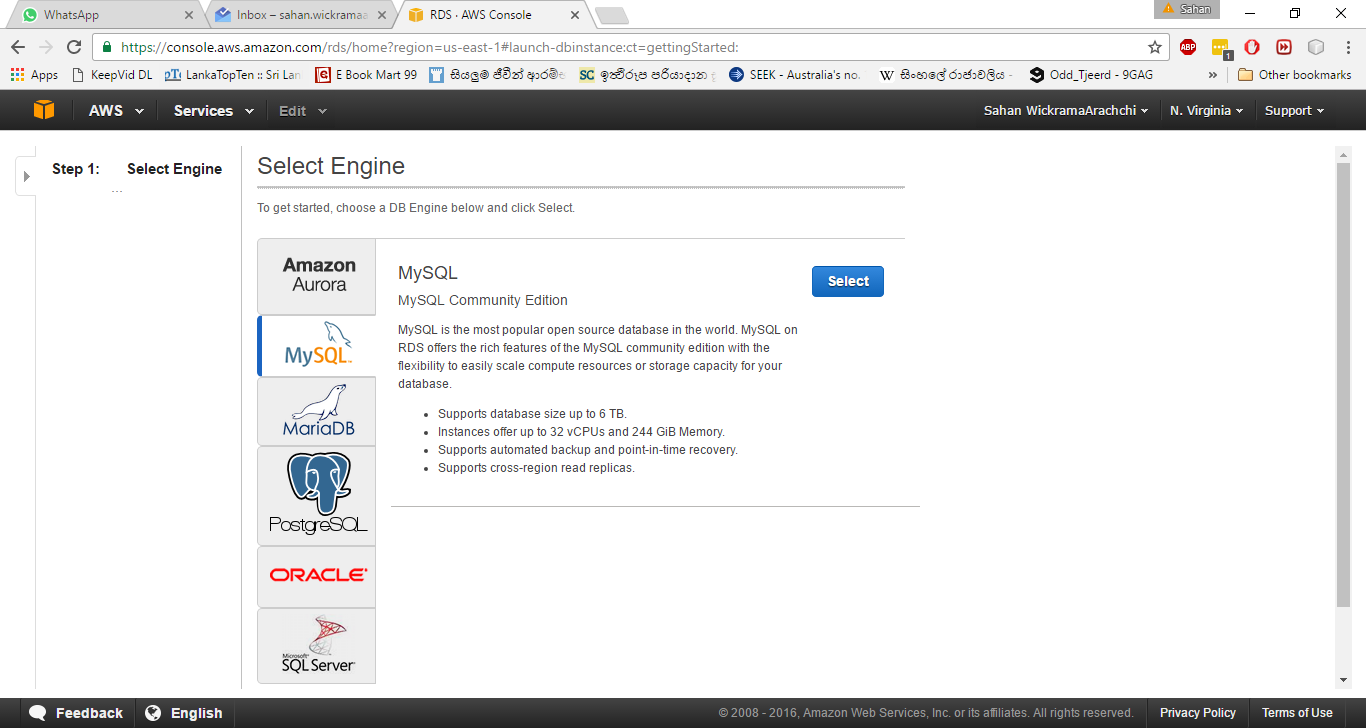 WhatsApp
Inbox – sahan.wickramaa
RDS · AWS Console
Sahan
https://console.aws.amazon.com/rds/home?region=us-east-1#launch-dbinstance:ct=gettingStarted:
ABP
1
Apps
KeepVid DL
LankaTopTen :: Sri Lan
E Book Mart 99
සියලුම ජීවීන් ආරම්භ
SC
SEEK - Australia's no.
W සිංහලේ රාජාවලිය -
Odd_Tjeerd - 9GAG
»
Other bookmarks
AWS
Services
Edit
Sahan WickramaArachchi
N. Virginia
Support
Step 1: Select Engine
...
Select Engine
To get started, choose a DB Engine below and click Select.
Amazon
Aurora
MySQL
MariaDB
PostgreSQL
ORACLE
Microsoft
SQL Server
MySQL
Select
MySQL Community Edition
MySQL is the most popular open source database in the world. MySQL on
RDS offers the rich features of the MySQL community edition with the
flexibility to easily scale compute resources or storage capacity for your
database.
• Supports database size up to 6 TB.
• Instances offer up to 32 vCPUs and 244 GiB Memory.
• Supports automated backup and point-in-time recovery.
• Supports cross-region read replicas.
Feedback
English
© 2008 - 2016, Amazon Web Services, Inc. or its affiliates. All rights reserved.
Privacy Policy
Terms of Use